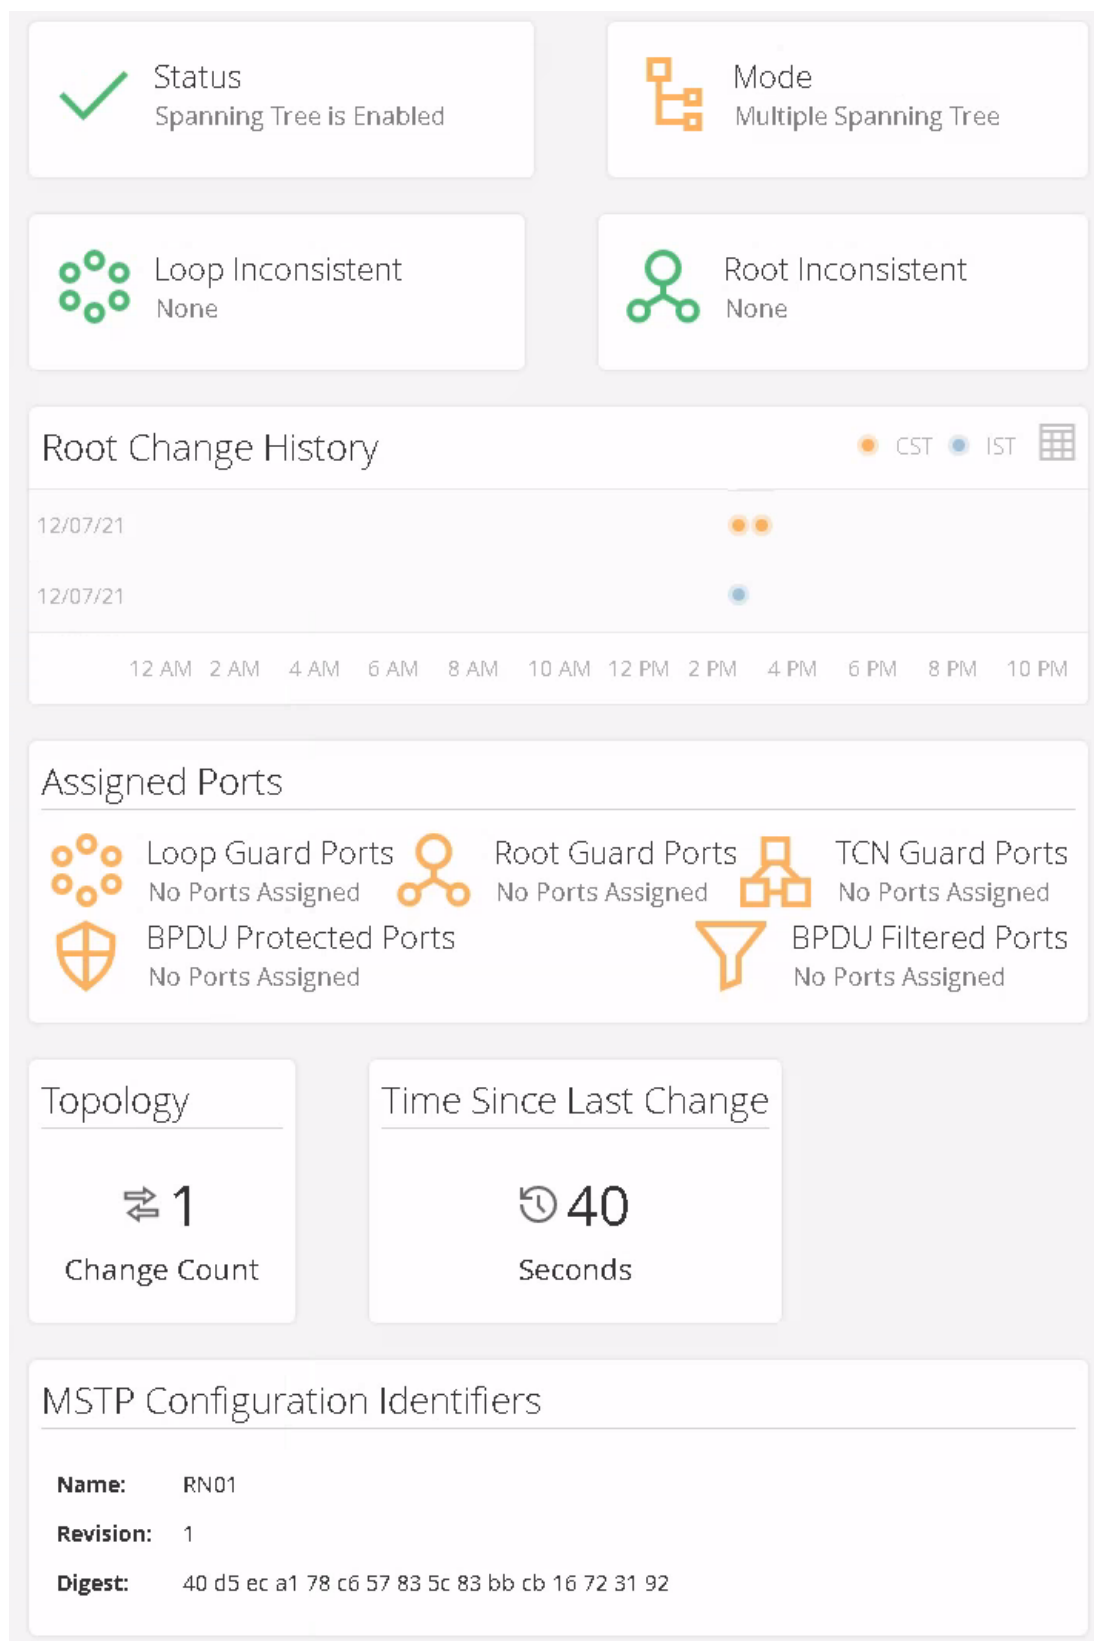 Status
Spanning Tree is Enabled
Mode
Multiple Spanning Tree
Loop Inconsistent
None
Root Inconsistent
None
Root Change History
CST IST
12/07/21
12/07/21
12 AM 2 AM 4 AM 6 AM 8 AM 10 AM 12 PM 2 PM 4 PM 6 PM 8 PM 10 PM
Assigned Ports
Loop Guard Ports
No Ports Assigned
Root Guard Ports
No Ports Assigned
TCN Guard Ports
No Ports Assigned
BPDU Protected Ports
No Ports Assigned
BPDU Filtered Ports
No Ports Assigned
Topology
1
Change Count
Time Since Last Change
40
Seconds
MSTP Configuration Identifiers
Name: RN01
Revision: 1
Digest: 40 d5 ec a1 78 c6 57 83 5c 83 bb cb 16 72 31 92